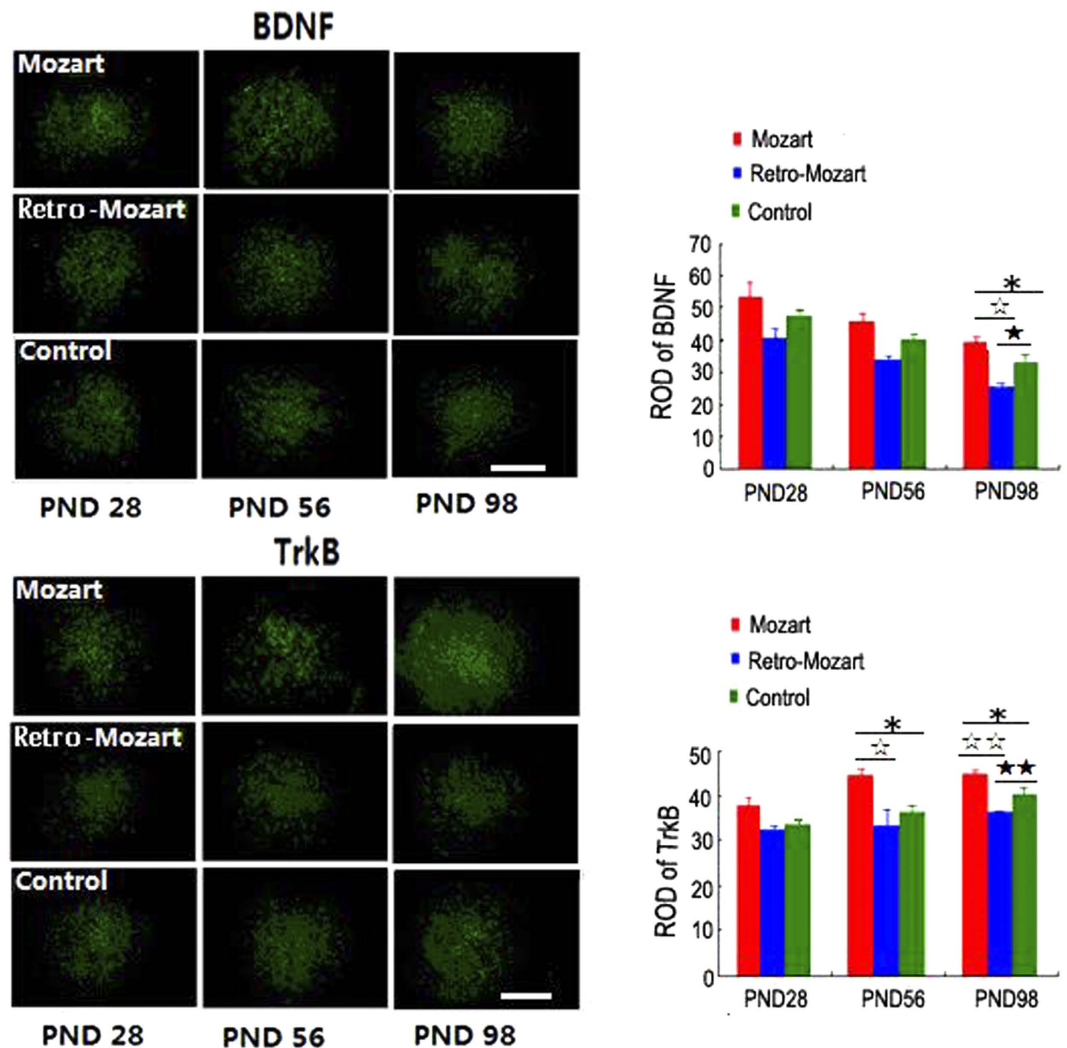 BDNF
Mozart
Retro-Mozart
Control
PND 28 PND 56 PND 98
Mozart
Retro-Mozart
Control
ROD of BDNF
70
60
50
40
30
20
10
0
*
☆
★
PND28 PND56 PND98
TrkB
Mozart
Retro-Mozart
Control
PND 28 PND 56 PND 98
Mozart
Retro-Mozart
Control
ROD of TrkB
50
40
30
20
10
0
* *
☆ ☆☆
★★
PND28 PND56 PND98